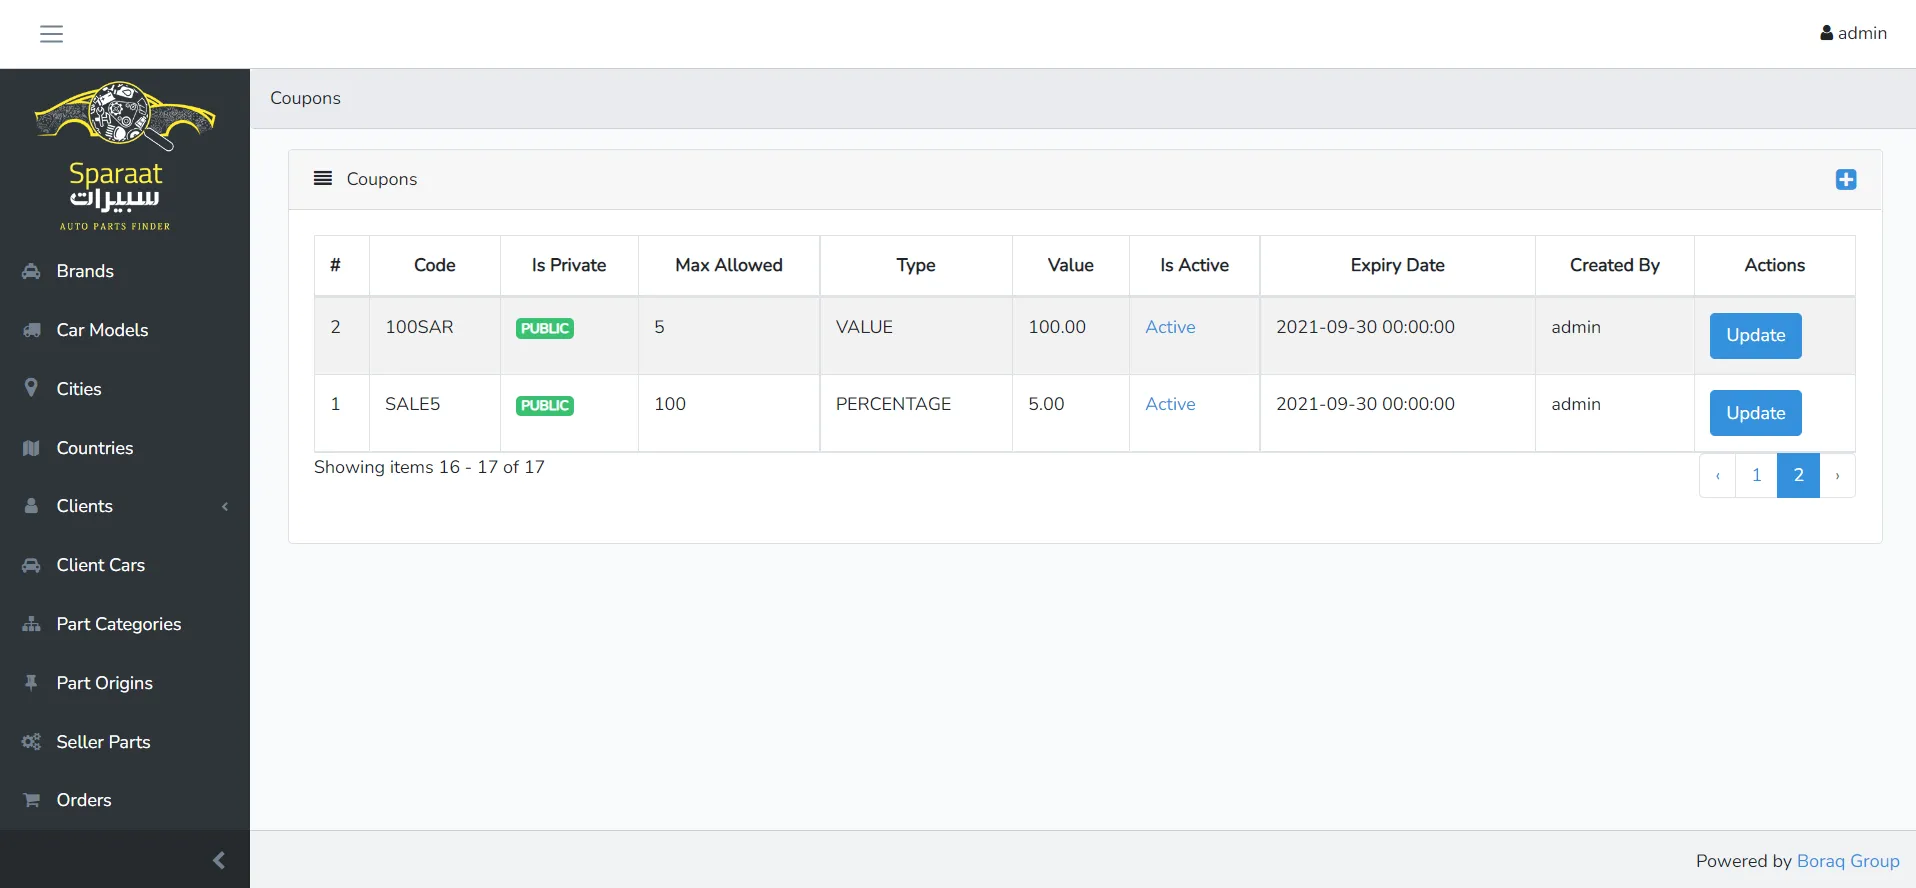 admin
Sparaat
سبيرات
AUTO PARTS FINDER
Brands
Car Models
Cities
Countries
Clients
Client Cars
Part Categories
Part Origins
Seller Parts
Orders
Coupons
Coupons
# Code Is Private Max Allowed Type Value Is Active Expiry Date Created By Actions
2 100SAR PUBLIC 5 VALUE 100.00 Active 2021-09-30 00:00:00 admin Update
1 SALE5 PUBLIC 100 PERCENTAGE 5.00 Active 2021-09-30 00:00:00 admin Update
Showing items 16 - 17 of 17
‹ 1 2 ›
Powered by Boraq Group